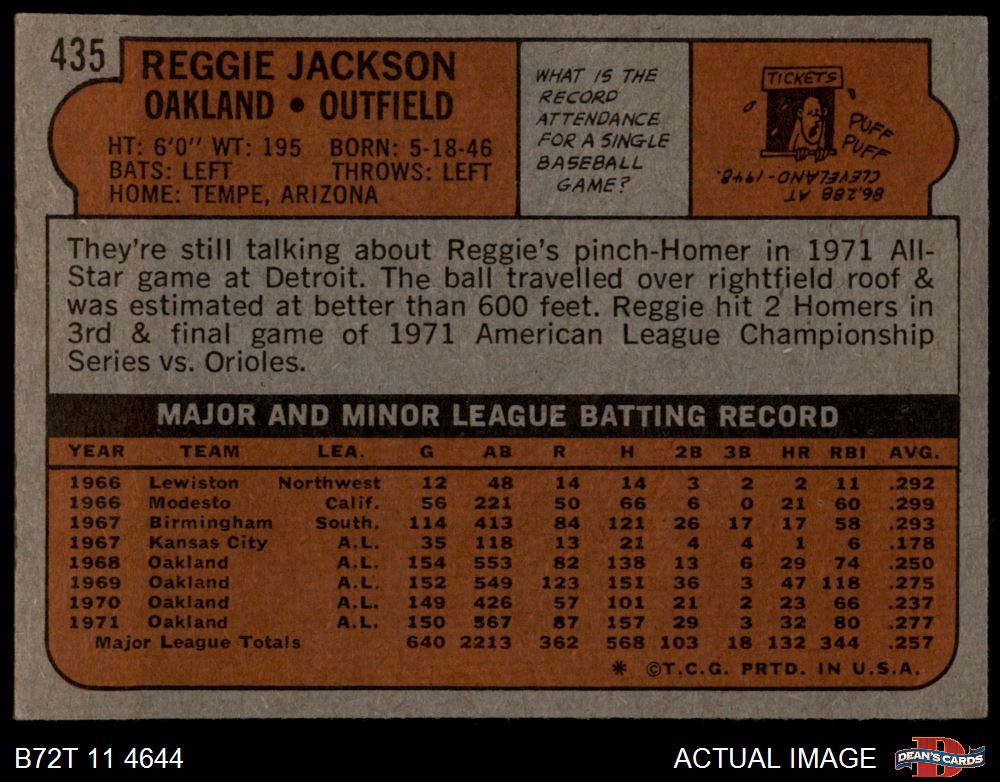 435
REGGIE JACKSON
OAKLAND • OUTFIELD
HT: 6'0" WT: 195 BORN: 5-18-46
BATS: LEFT THROWS: LEFT
HOME: TEMPE, ARIZONA
WHAT IS THE
RECORD
ATTENDANCE
FOR A SINGLE
BASEBALL
GAME?
TICKETS
PUFF
PUFF
86,288 AT
CLEVELAND-1948.
They're still talking about Reggie's pinch-Homer in 1971 All-
Star game at Detroit. The ball travelled over rightfield roof &
was estimated at better than 600 feet. Reggie hit 2 Homers in
3rd & final game of 1971 American League Championship
Series vs. Orioles.
MAJOR AND MINOR LEAGUE BATTING RECORD
YEAR TEAM LEA. G AB R H 2B 3B HR RBI AVG.
1966 Lewiston Northwest 12 48 14 14 3 2 2 11 .292
1966 Modesto Calif. 56 221 50 66 6 0 21 60 .299
1967 Birmingham South. 114 413 84 121 26 17 17 58 .293
1967 Kansas City A.L. 35 118 13 21 4 4 1 6 .178
1968 Oakland A.L. 154 553 82 138 13 6 29 74 .250
1969 Oakland A.L. 152 549 123 151 36 3 47 118 .275
1970 Oakland A.L. 149 426 57 101 21 2 23 66 .237
1971 Oakland A.L. 150 567 87 157 29 3 32 80 .277
Major League Totals 640 2213 362 568 103 18 132 344 .257
* ©T.C.G. PRTD. IN U.S.A.
B72T 11 4644
ACTUAL IMAGE
D
DEAN'S CARDS